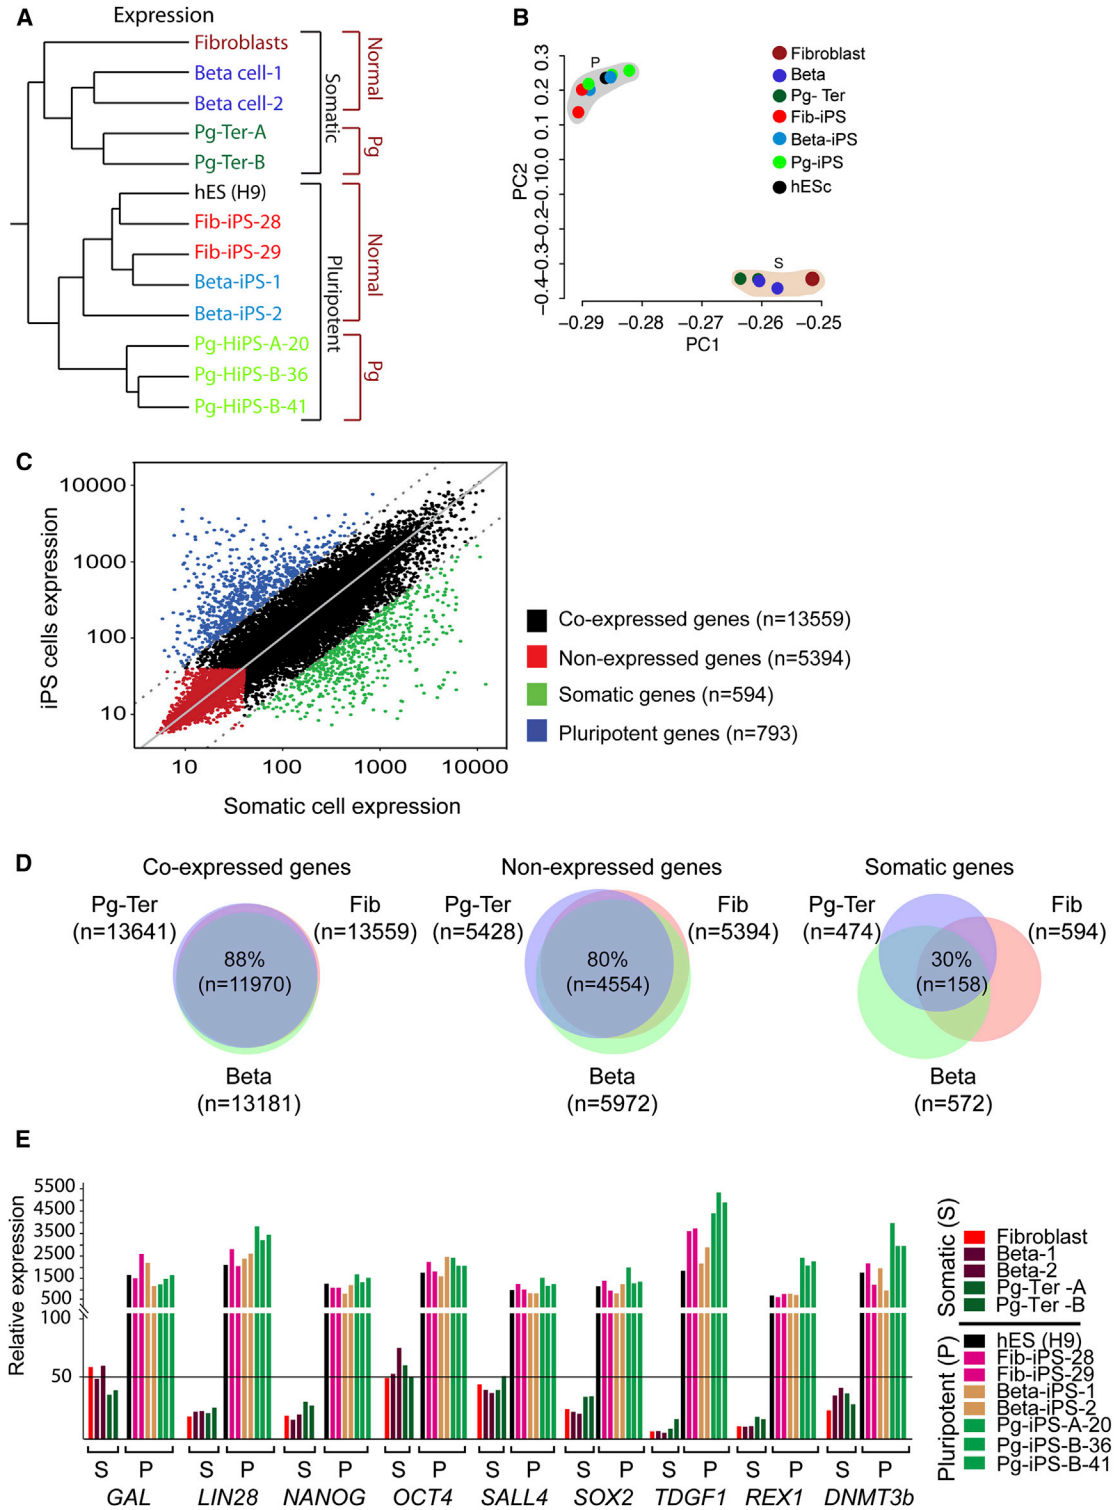 A
Expression
Fibroblasts
Beta cell-1
Beta cell-2
Pg-Ter-A
Pg-Ter-B
hES (H9)
Fib-iPS-28
Fib-iPS-29
Beta-iPS-1
Beta-iPS-2
Pg-HiPS-A-20
Pg-HiPS-B-36
Pg-HiPS-B-41
Somatic
Pluripotent
Normal
Pg
Normal
Pg
B
0.3
0.2
0.1
0.0
-0.1
-0.2
-0.3
-0.4
PC2
P
S
−0.29
−0.28
−0.27
−0.26
−0.25
PC1
Fibroblast
Beta
Pg- Ter
Fib-iPS
Beta-iPS
Pg-iPS
hESc
C
iPS cells expression
10000
1000
100
10
10
100
1000
10000
Somatic cell expression
Co-expressed genes (n=13559)
Non-expressed genes (n=5394)
Somatic genes (n=594)
Pluripotent genes (n=793)
D
Co-expressed genes
Pg-Ter
(n=13641)
Fib
(n=13559)
88%
(n=11970)
Beta
(n=13181)
Non-expressed genes
Pg-Ter
(n=5428)
Fib
(n=5394)
80%
(n=4554)
Beta
(n=5972)
Somatic genes
Pg-Ter
(n=474)
Fib
(n=594)
30%
(n=158)
Beta
(n=572)
E
Relative expression
5500
4500
3500
2500
1500
500
100
50
S P S P S P S P S P S P S P S P S P
GAL LIN28 NANOG OCT4 SALL4 SOX2 TDGF1 REX1 DNMT3b
Somatic (S)
Fibroblast
Beta-1
Beta-2
Pg-Ter -A
Pg-Ter -B
Pluripotent (P)
hES (H9)
Fib-iPS-28
Fib-iPS-29
Beta-iPS-1
Beta-iPS-2
Pg-iPS-A-20
Pg-iPS-B-36
Pg-iPS-B-41